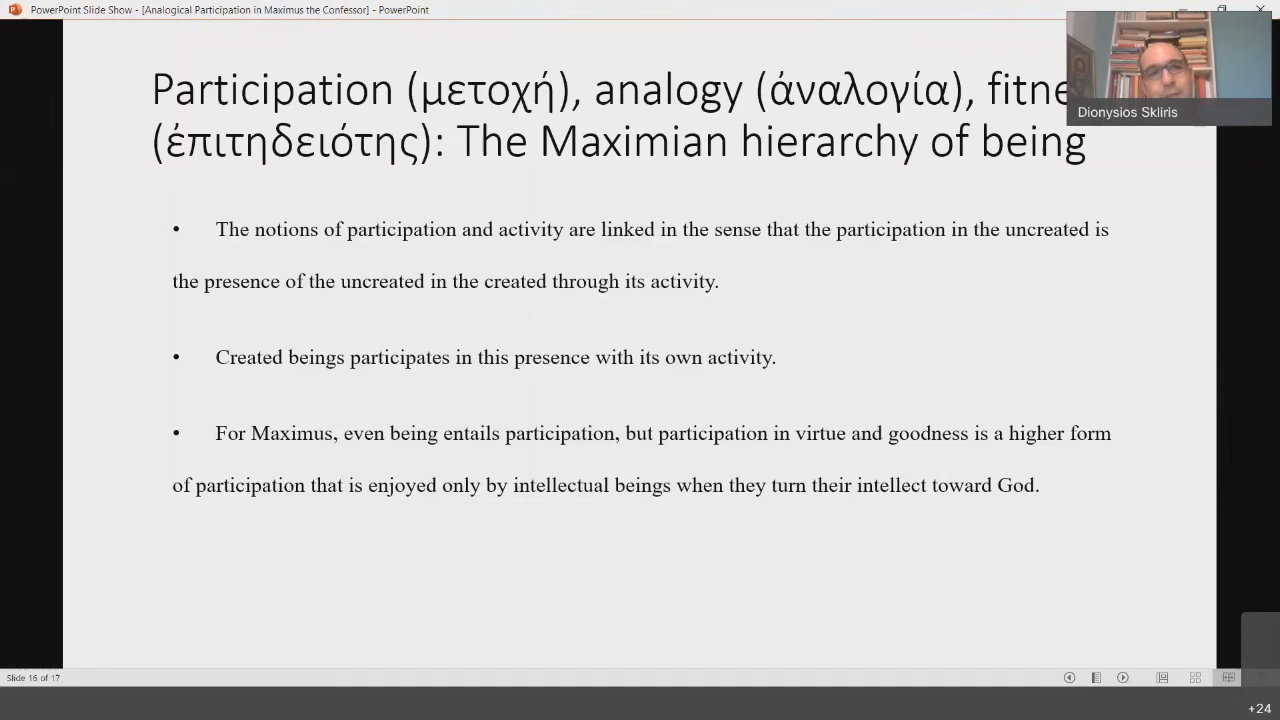 PowerPoint Slide Show - [Analogical Participation in Maximus the Confessor] - PowerPoint
Participation (μετοχή), analogy (ἀναλογία),
(ἐπιτηδειότης): The Maximian hierarchy of being
Dionysios Skliris
• The notions of participation and activity are linked in the sense that the participation in the uncreated is
the presence of the uncreated in the created through its activity.
• Created beings participates in this presence with its own activity.
• For Maximus, even being entails participation, but participation in virtue and goodness is a higher form
of participation that is enjoyed only by intellectual beings when they turn their intellect toward God.
Slide 16 of 17
+24